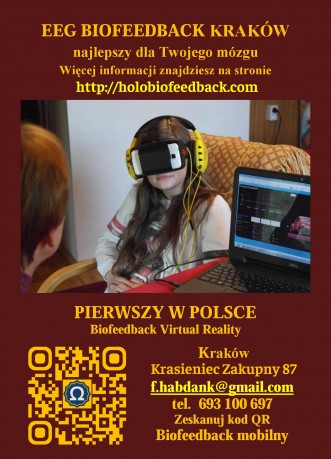 EEG BIOFEEDBACK KRAKÓW
najlepszy dla Twojego mózgu
Więcej informacji znajdziesz na stronie
http://holobiofeedback.com
PIERWSZY W POLSCE
Biofeedback Virtual Reality
Kraków
Krasieniec Zakupny 87
f.habdank@gmail.com
tel. 693 100 697
Zeskanuj kod QR
Biofeedback mobilny